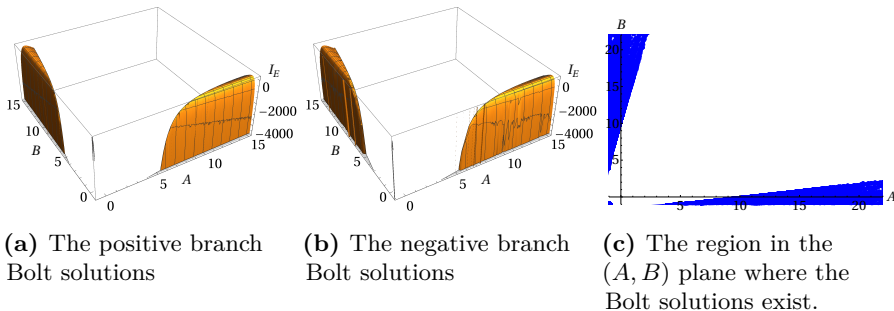 I_E
0
−2000
−4000
15
10
B
5
0
0
5
A
10
15
I_E
0
−2000
−4000
15
10
B
5
0
0
5
A
10
15
B
20
15
10
5
5
10
15
20
A
(a) The positive branch
Bolt solutions
(b) The negative branch
Bolt solutions
(c) The region in the
(A, B) plane where the
Bolt solutions exist.